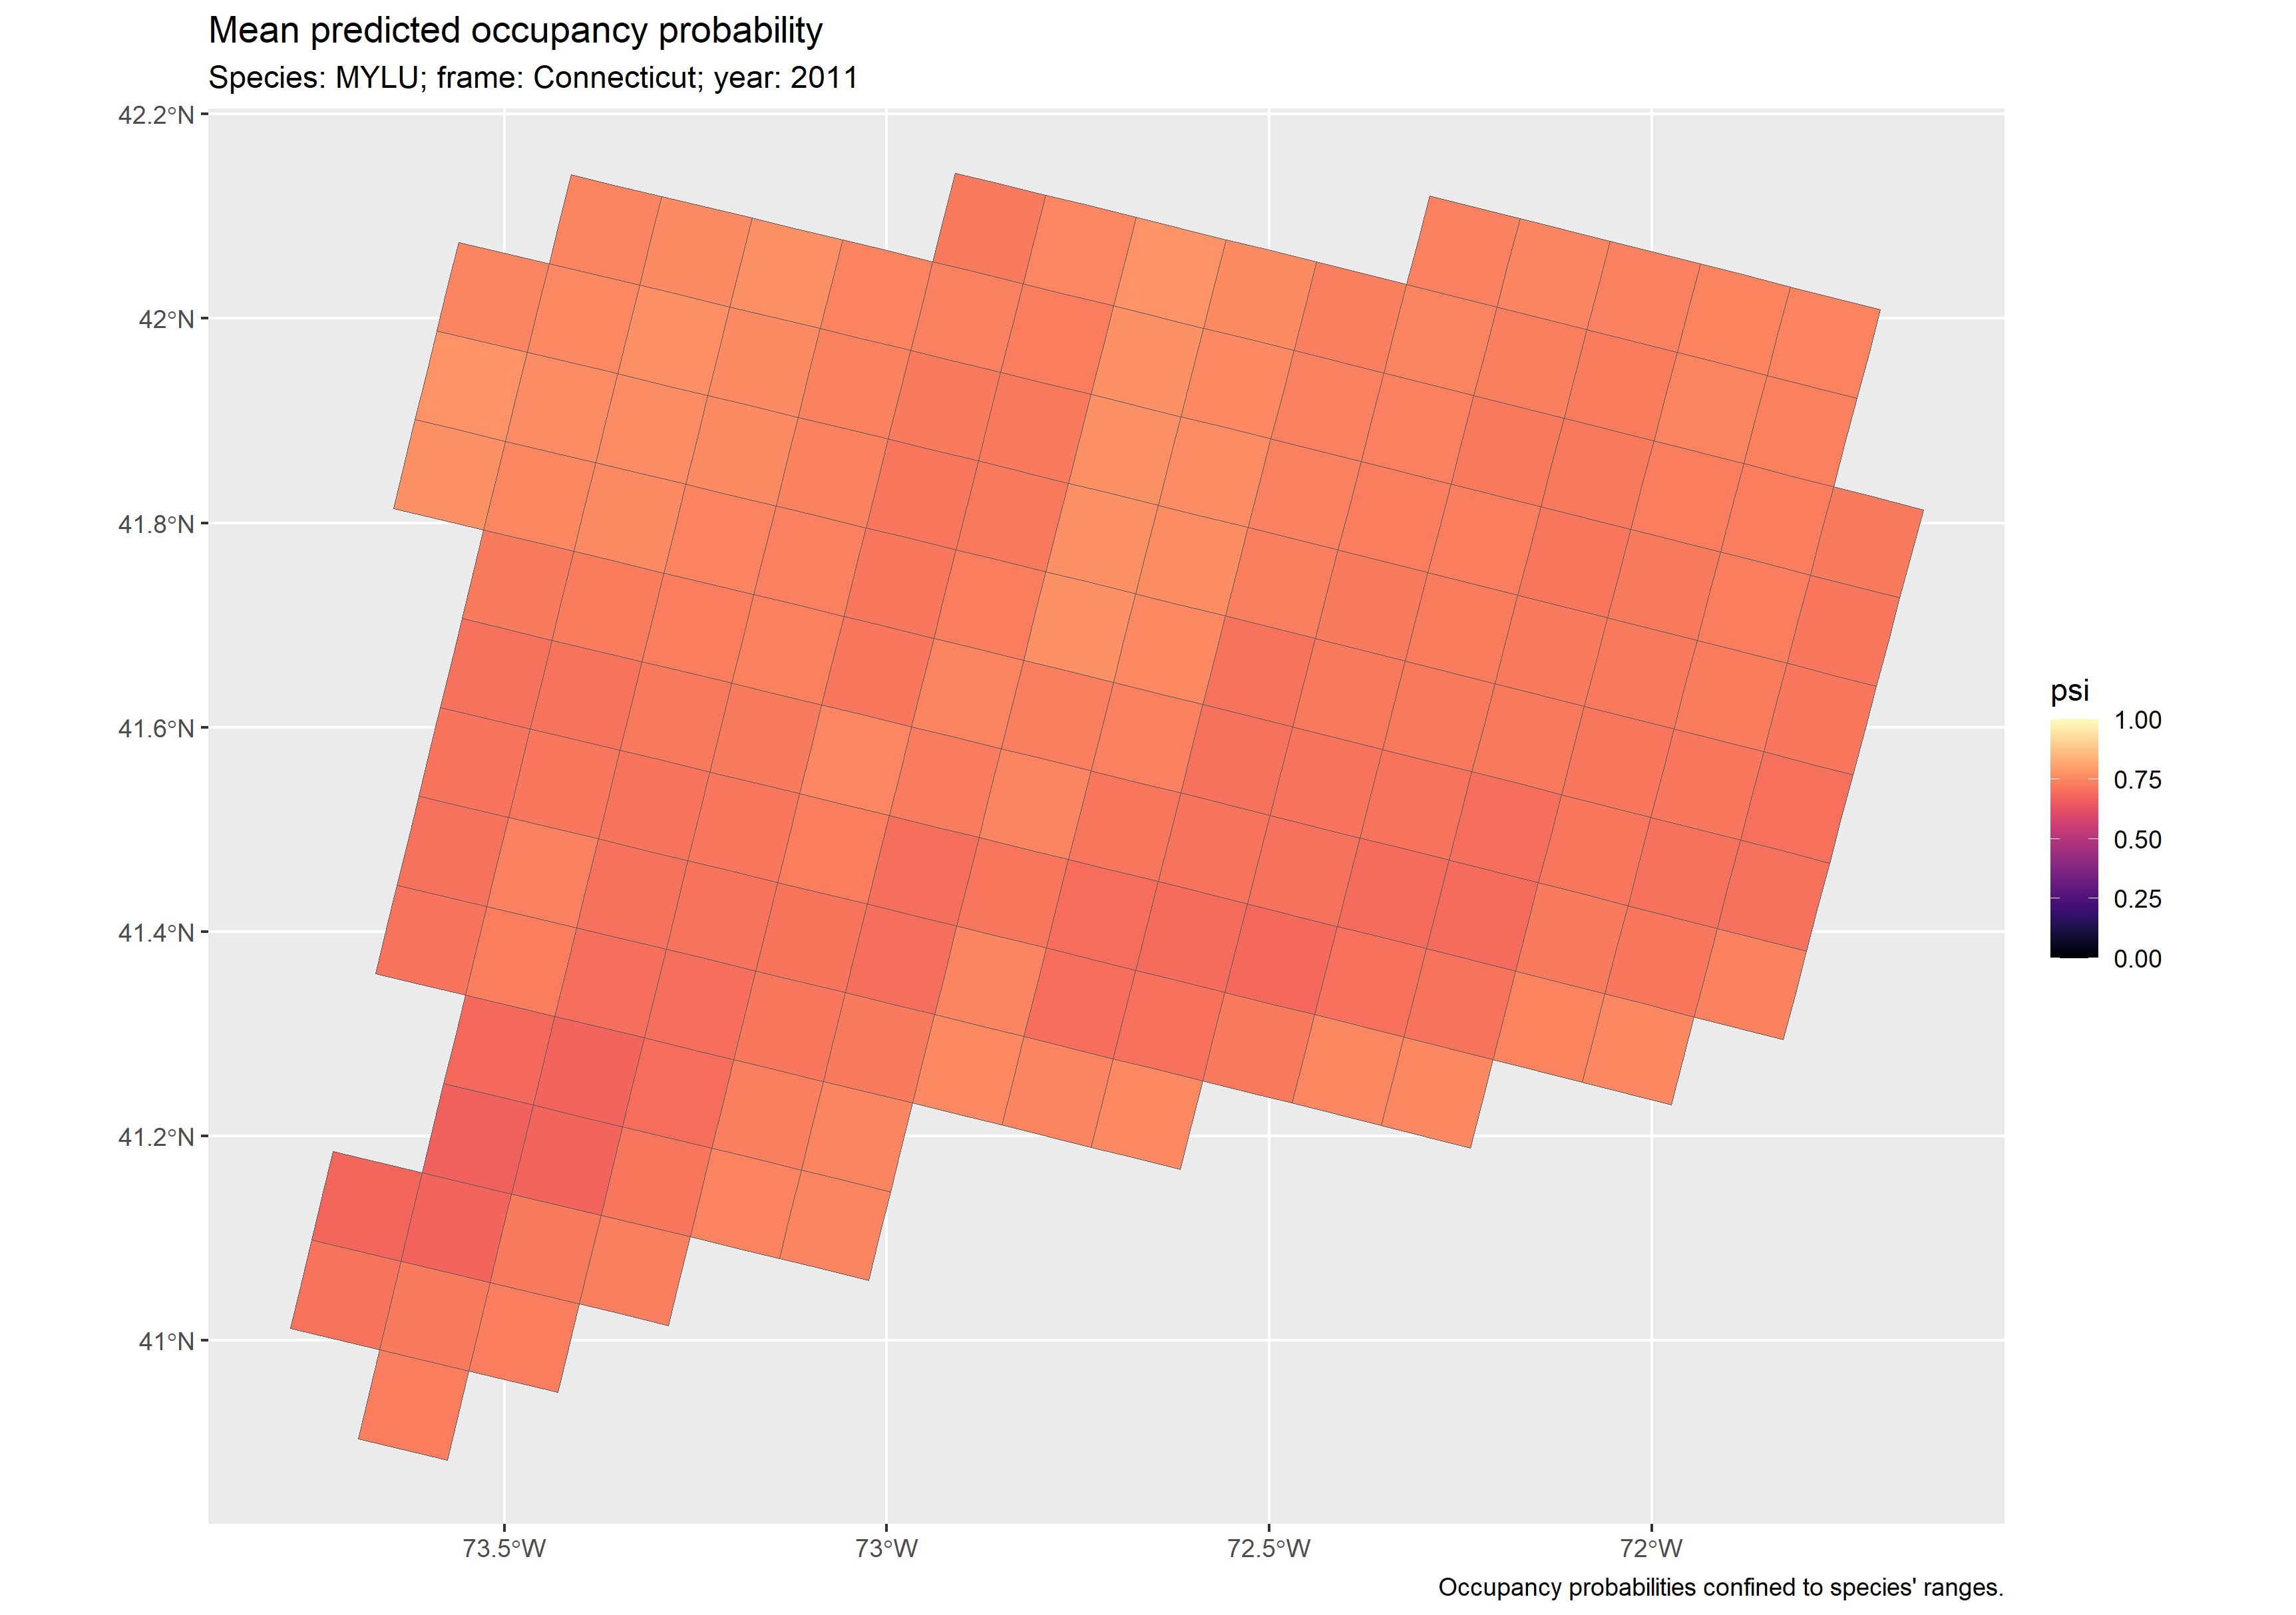 Mean predicted occupancy probability
Species: MYLU; frame: Connecticut; year: 2011
42.2°N
42°N
41.8°N
41.6°N
41.4°N
41.2°N
41°N
73.5°W
73°W
72.5°W
72°W
psi
1.00
0.75
0.50
0.25
0.00
Occupancy probabilities confined to species' ranges.